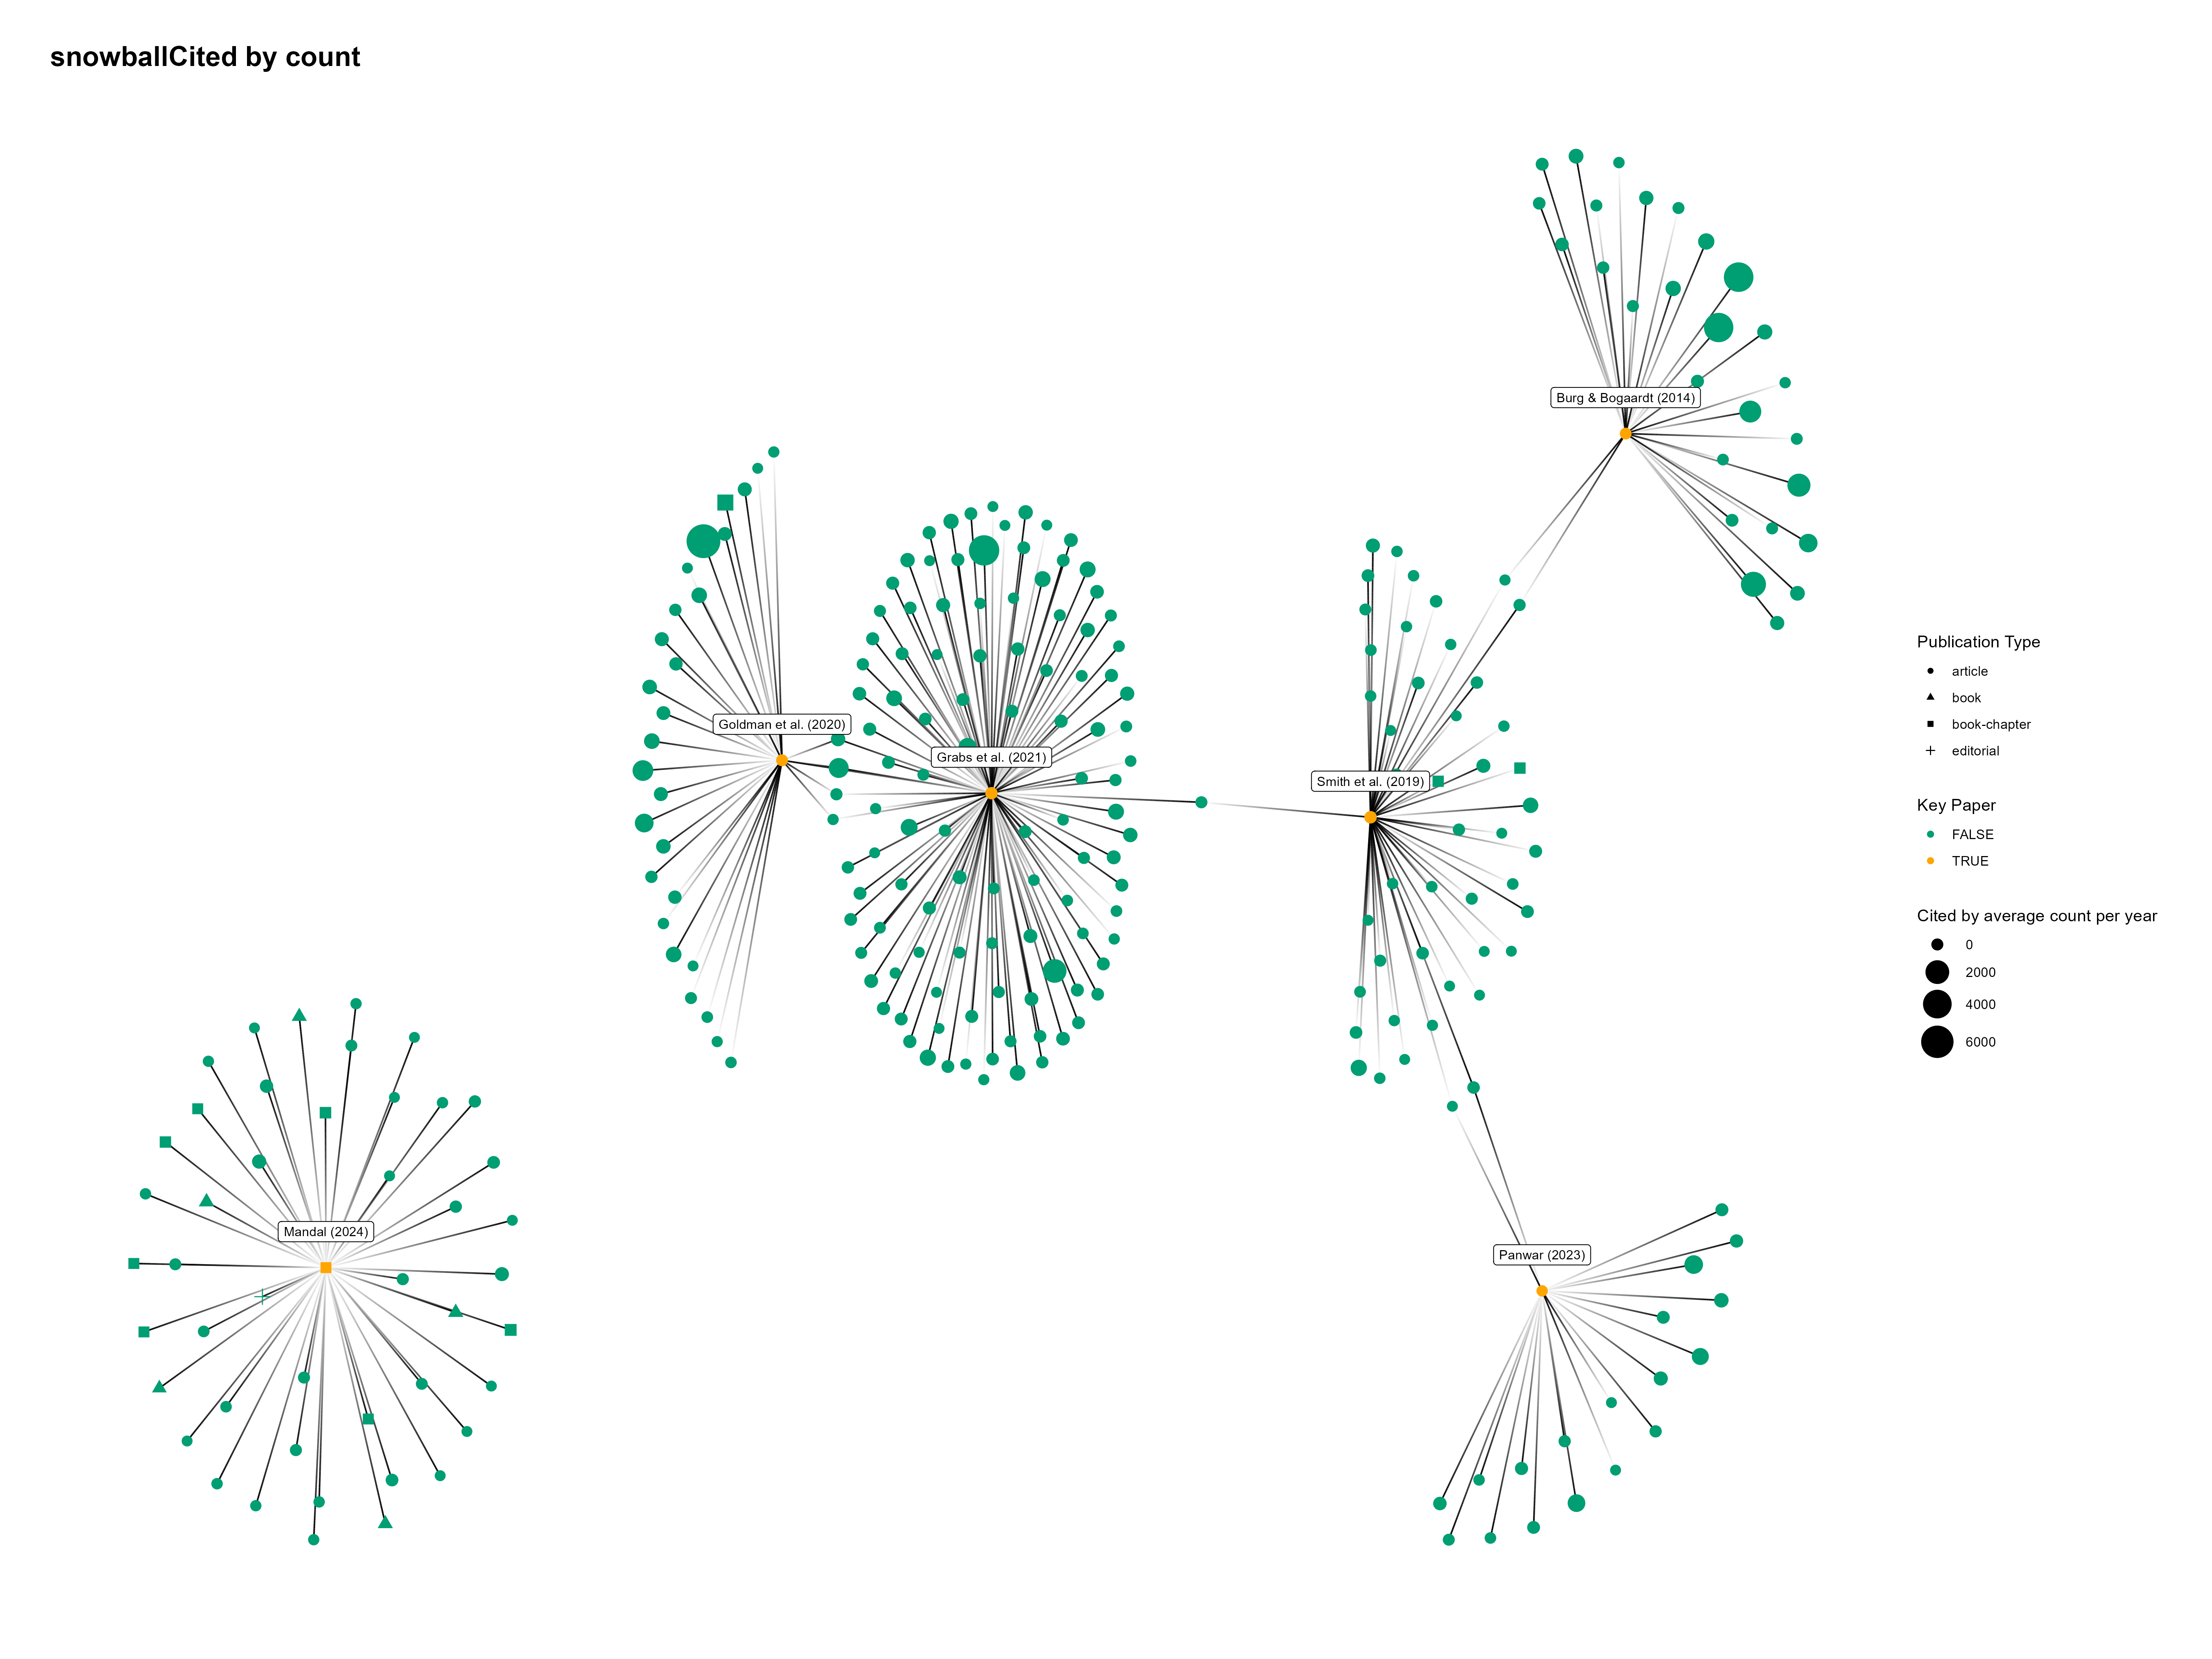 snowballCited by count
Burg & Bogaardt (2014)
Goldman et al. (2020)
Grabs et al. (2021)
Smith et al. (2019)
Mandal (2024)
Panwar (2023)
Publication Type
article
book
book-chapter
editorial
Key Paper
FALSE
TRUE
Cited by average count per year
0
2000
4000
6000